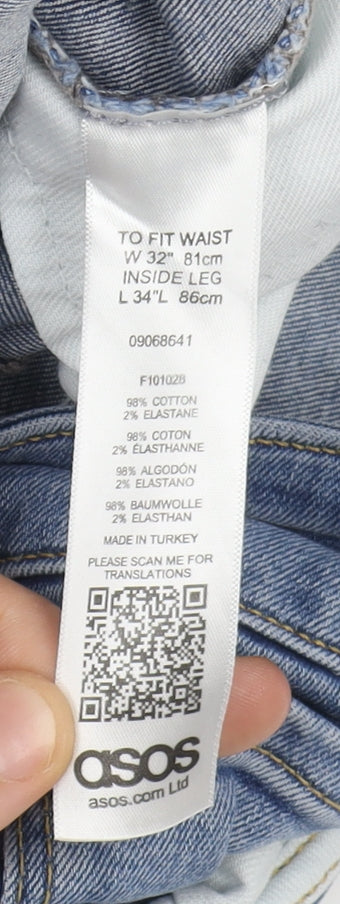 TO FIT WAIST
W 32" 81cm
INSIDE LEG
L 34"L 86cm
09068641
F10102B
98% COTTON
2% ELASTANE
98% COTON
2% ÉLASTHANNE
98% ALGODÓN
2% ELASTANO
98% BAUMWOLLE
2% ELASTHAN
MADE IN TURKEY
PLEASE SCAN ME FOR
TRANSLATIONS
asos
asos.com Ltd